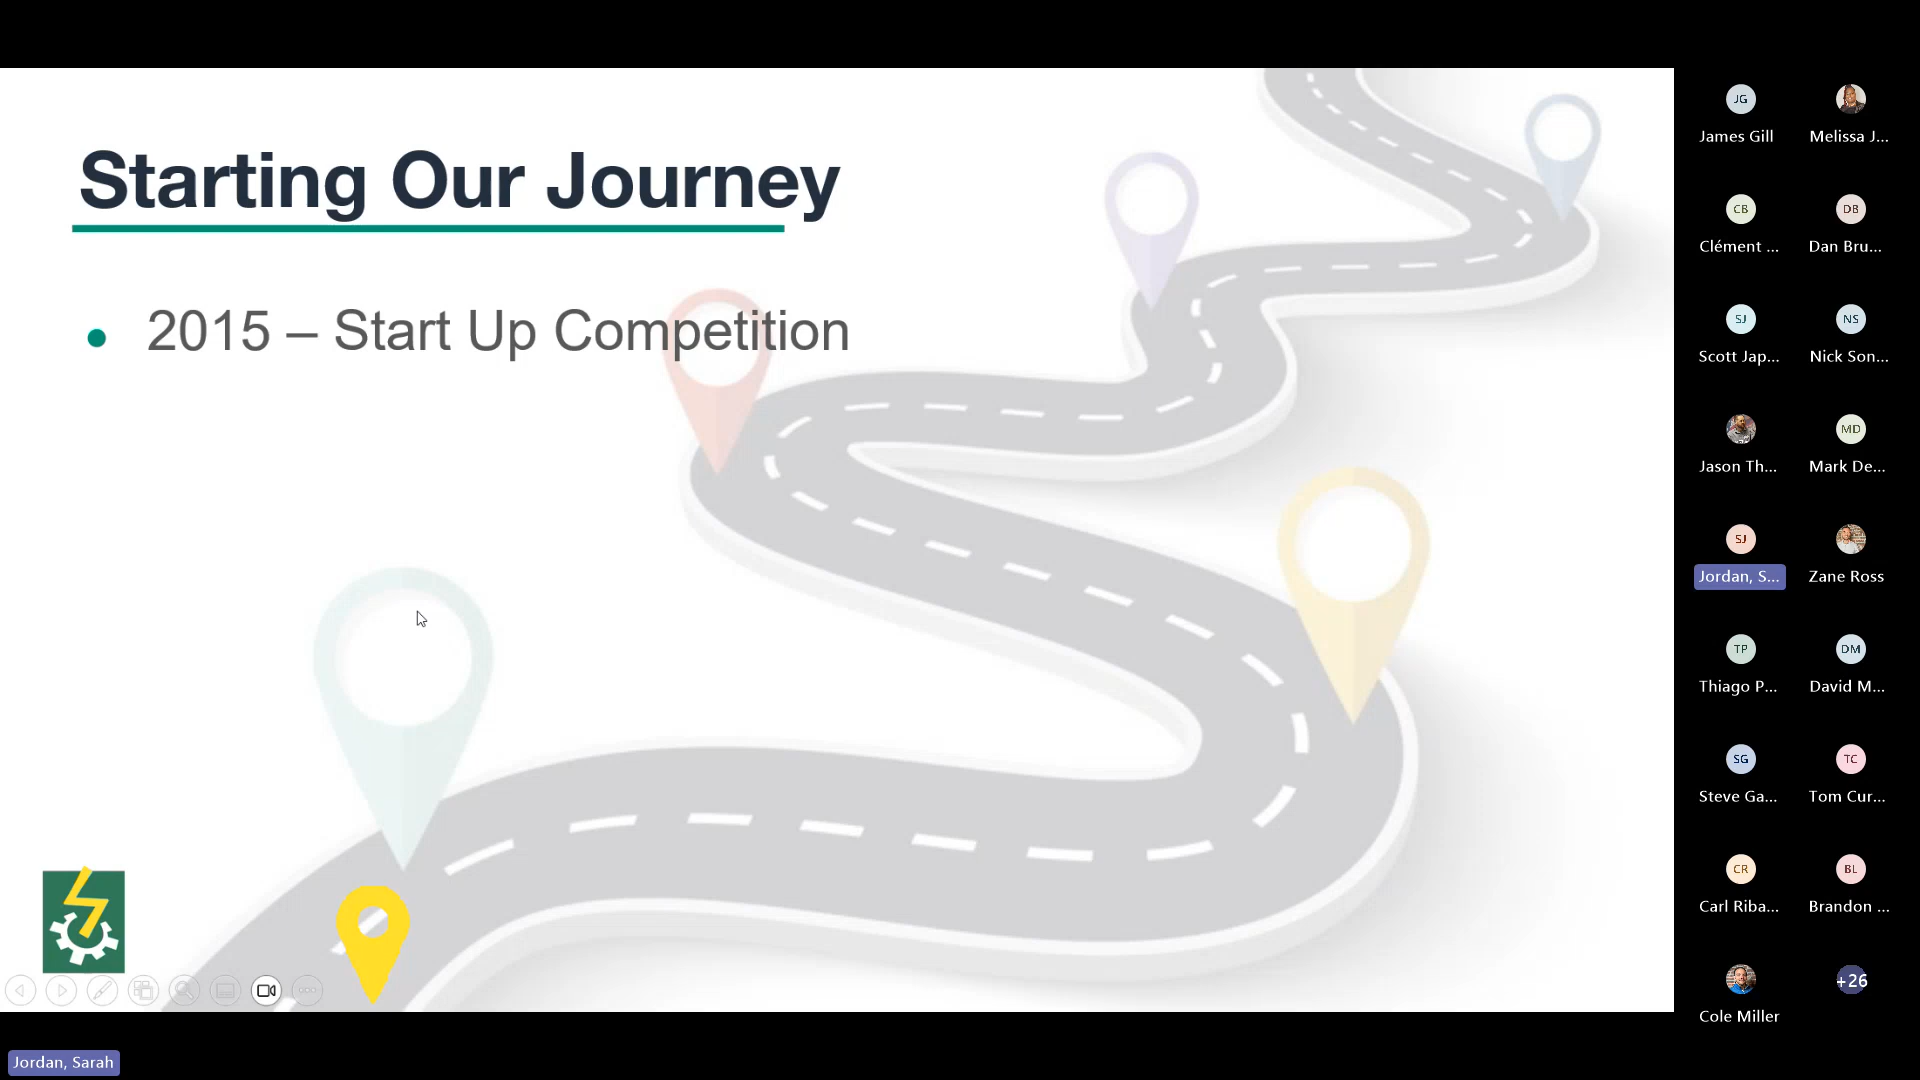 Starting Our Journey
2015 – Start Up Competition
JG
James Gill
Melissa J...
CB
Clément ...
DB
Dan Bru...
SJ
Scott Jap...
NS
Nick Son...
Jason Th...
MD
Mark De...
SJ
Jordan, S...
Zane Ross
TP
Thiago P...
DM
David M...
SG
Steve Ga...
TC
Tom Cur...
CR
Carl Riba...
BL
Brandon ...
Cole Miller
+26
Jordan, Sarah